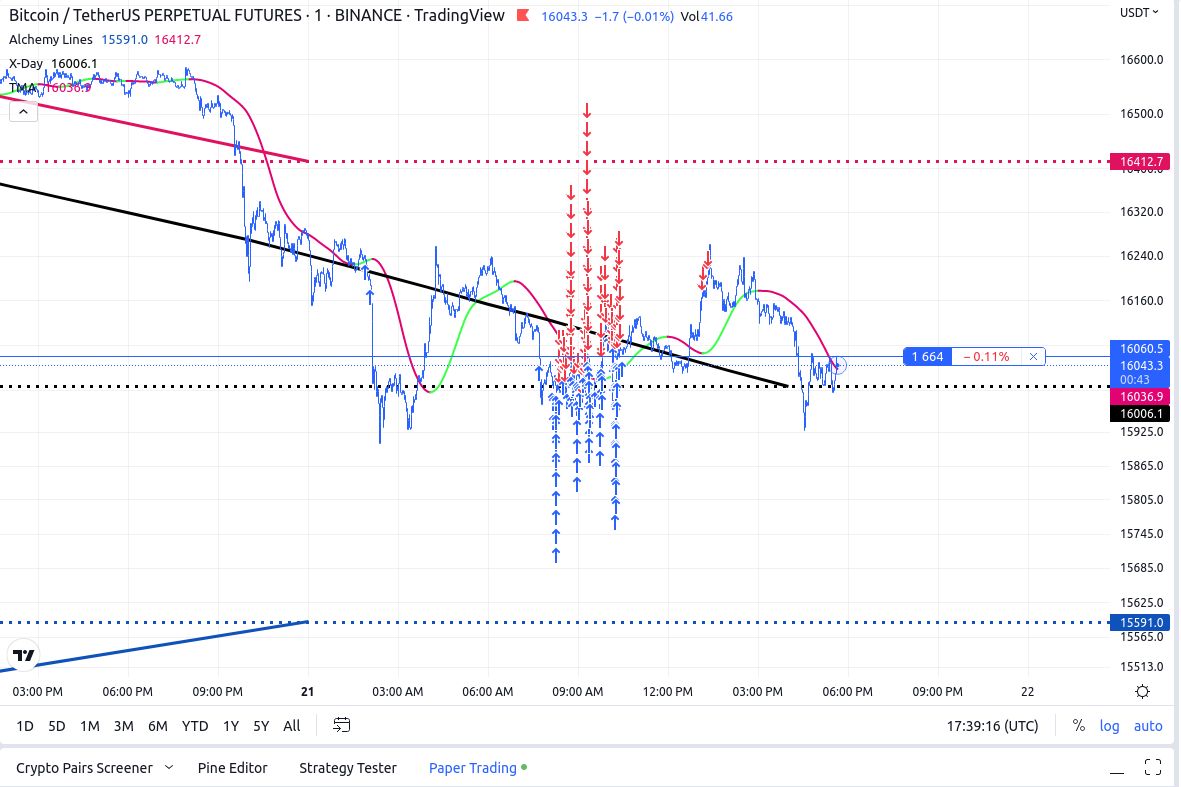 Bitcoin / TetherUS PERPETUAL FUTURES · 1 · BINANCE · TradingView 16043.3 −1.7 (−0.01%) Vol41.66
USDT
Alchemy Lines 15591.0 16412.7
X-Day 16006.1
TMA 16036.9
16600.0
16500.0
16412.7
16400.0
16320.0
16240.0
16160.0
1 664 −0.11%
16060.5
16043.3
00:43
16036.9
16006.1
15925.0
15865.0
15805.0
15745.0
15685.0
15625.0
15591.0
15565.0
15513.0
03:00 PM 06:00 PM 09:00 PM 21 03:00 AM 06:00 AM 09:00 AM 12:00 PM 03:00 PM 06:00 PM 09:00 PM 22
1D 5D 1M 3M 6M YTD 1Y 5Y All 17:39:16 (UTC) % log auto
Crypto Pairs Screener Pine Editor Strategy Tester Paper Trading